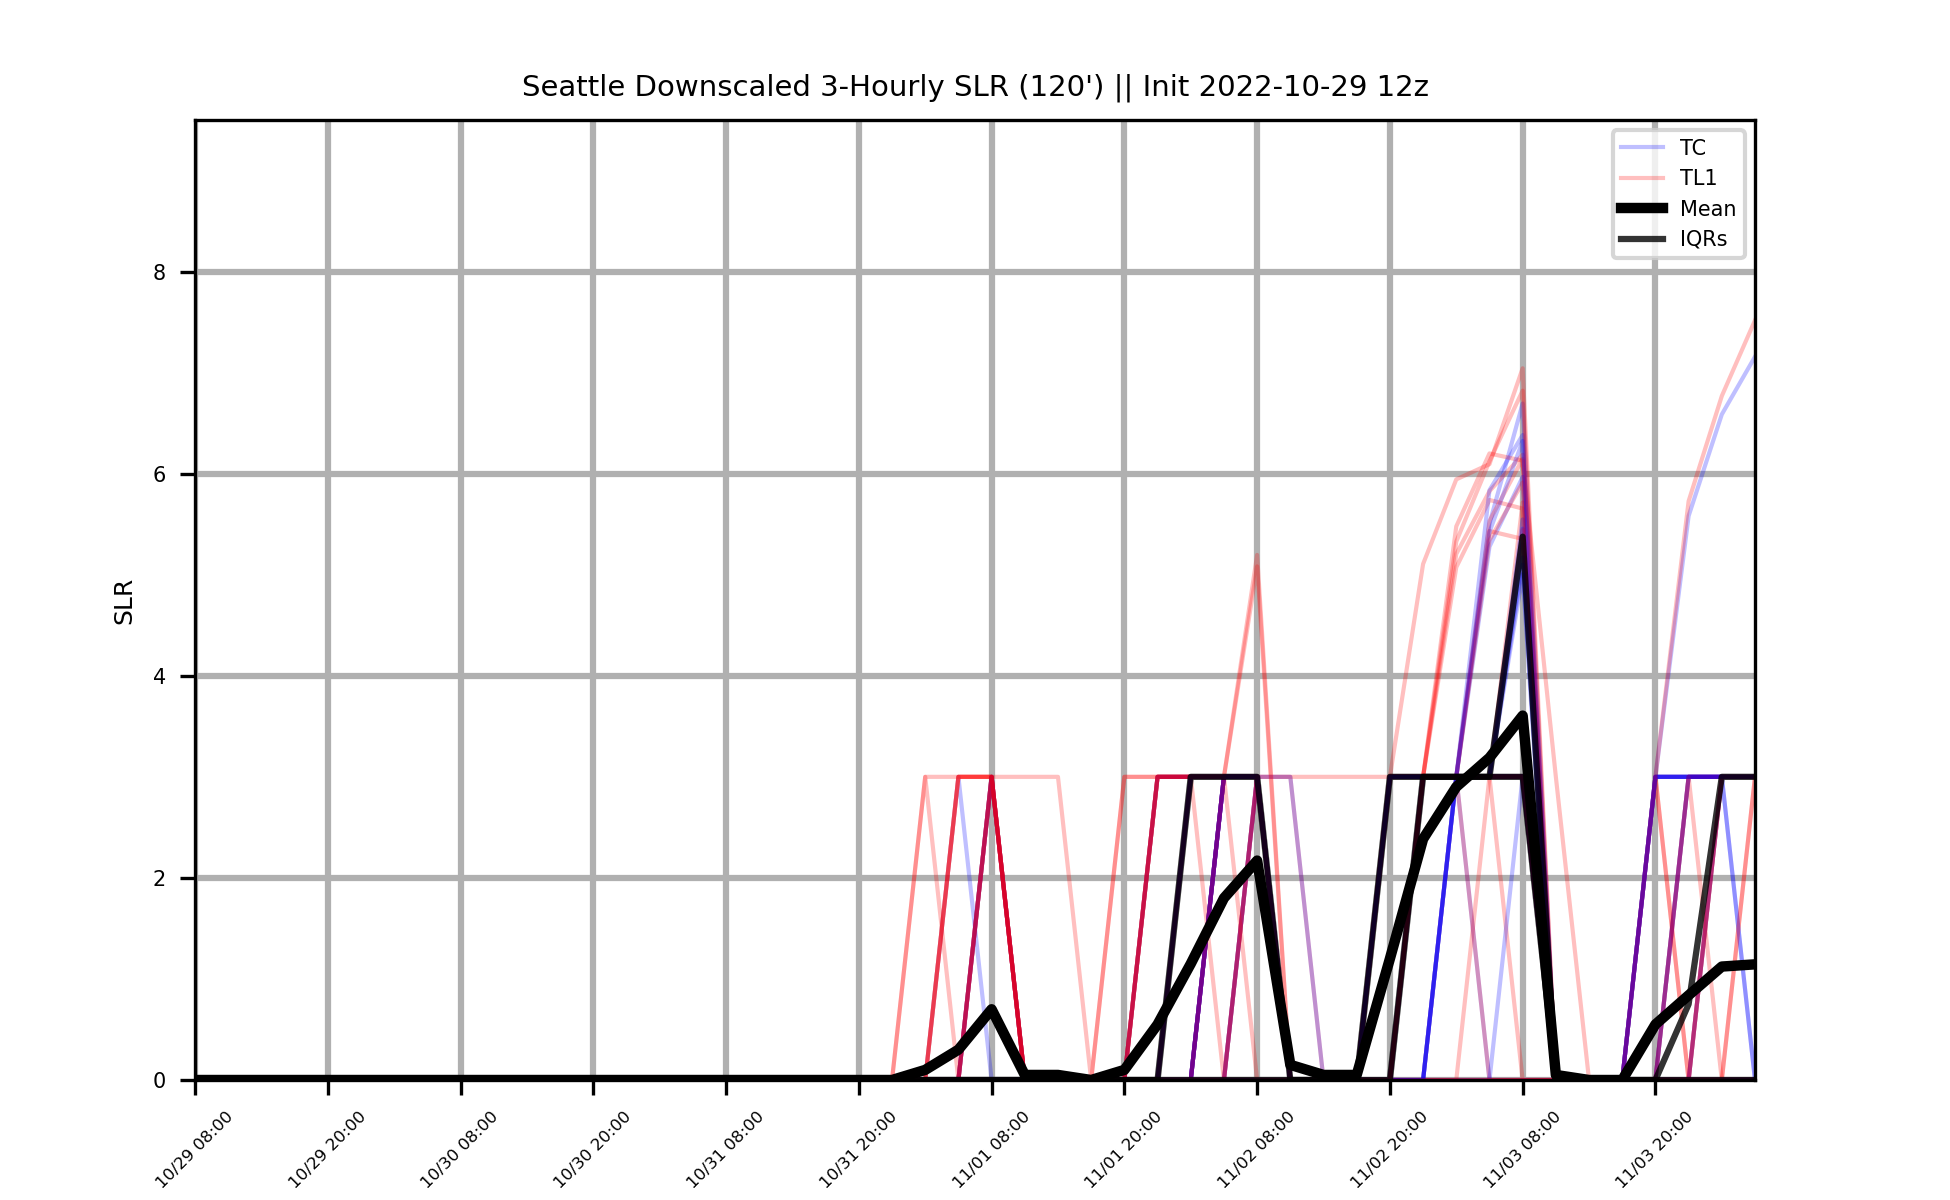 Seattle Downscaled 3-Hourly SLR (120') || Init 2022-10-29 12z
TC
TL1
Mean
IQRs
SLR
8
6
4
2
0
10/29 08:00
10/29 20:00
10/30 08:00
10/30 20:00
10/31 08:00
10/31 20:00
11/01 08:00
11/01 20:00
11/02 08:00
11/02 20:00
11/03 08:00
11/03 20:00